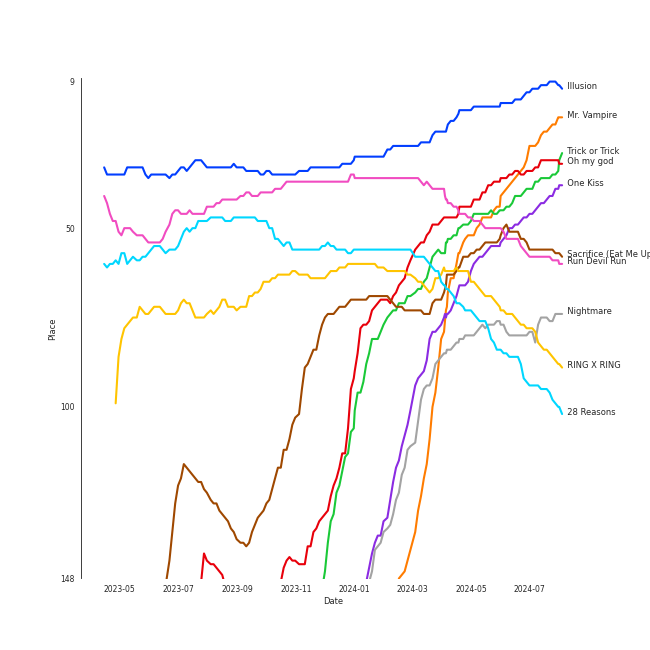 9
Illusion
Mr. Vampire
Trick or Trick
Oh my god
One Kiss
50
Sacrifice (Eat Me Up
Run Devil Run
Nightmare
Place
RING X RING
100
28 Reasons
148
2023-05 2023-07 2023-09 2023-11 2024-01 2024-03 2024-05 2024-07
Date